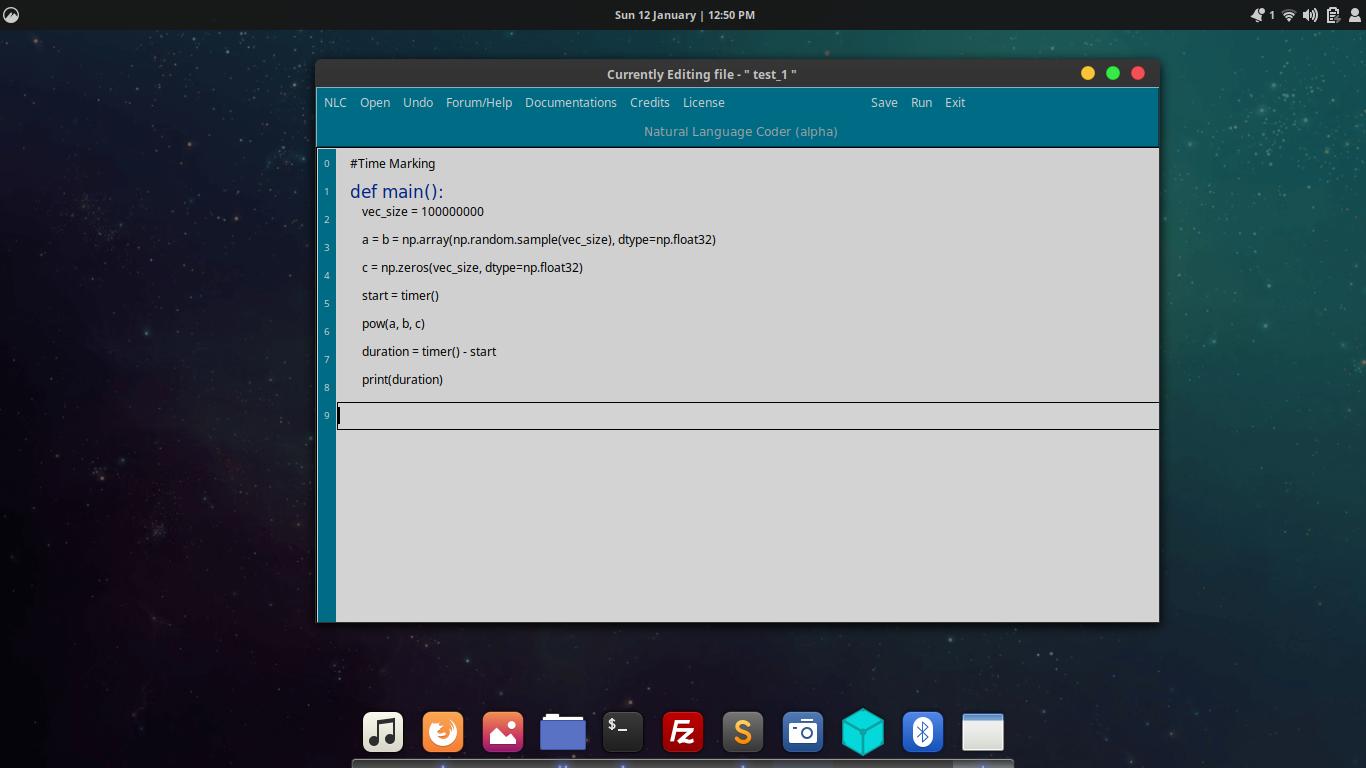 Sun 12 January | 12:50 PM
1
Currently Editing file - " test_1 "
NLC Open Undo Forum/Help Documentations Credits License Save Run Exit
Natural Language Coder (alpha)
0 #Time Marking
1 def main():
2 vec_size = 100000000
3 a = b = np.array(np.random.sample(vec_size), dtype=np.float32)
4 c = np.zeros(vec_size, dtype=np.float32)
5 start = timer()
6 pow(a, b, c)
7 duration = timer() - start
8 print(duration)
9
$_ Fz S